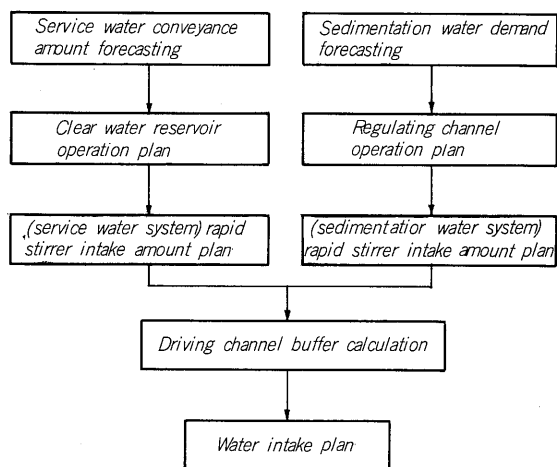 Service water conveyance
amount forecasting
Sedimentation water demand
forecasting
Clear water reservoir
operation plan
Regulating channel
operation plan
(service water system) rapid
stirrer intake amount plan
(sedimentatior water system)
rapid stirrer intake amount plan
Driving channel buffer calculation
Water intake plan